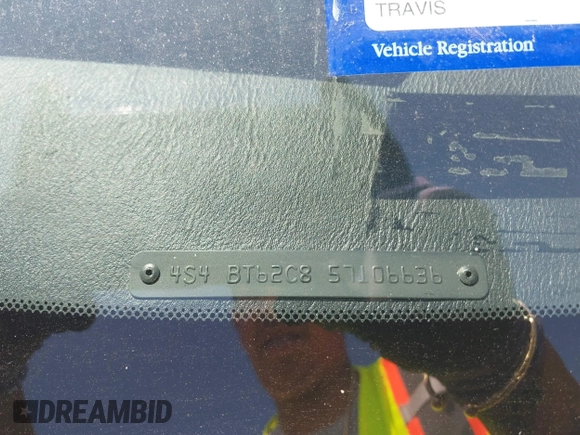 TRAVIS
Vehicle Registration
4S4 BT62C8 57106636
DREAMBID